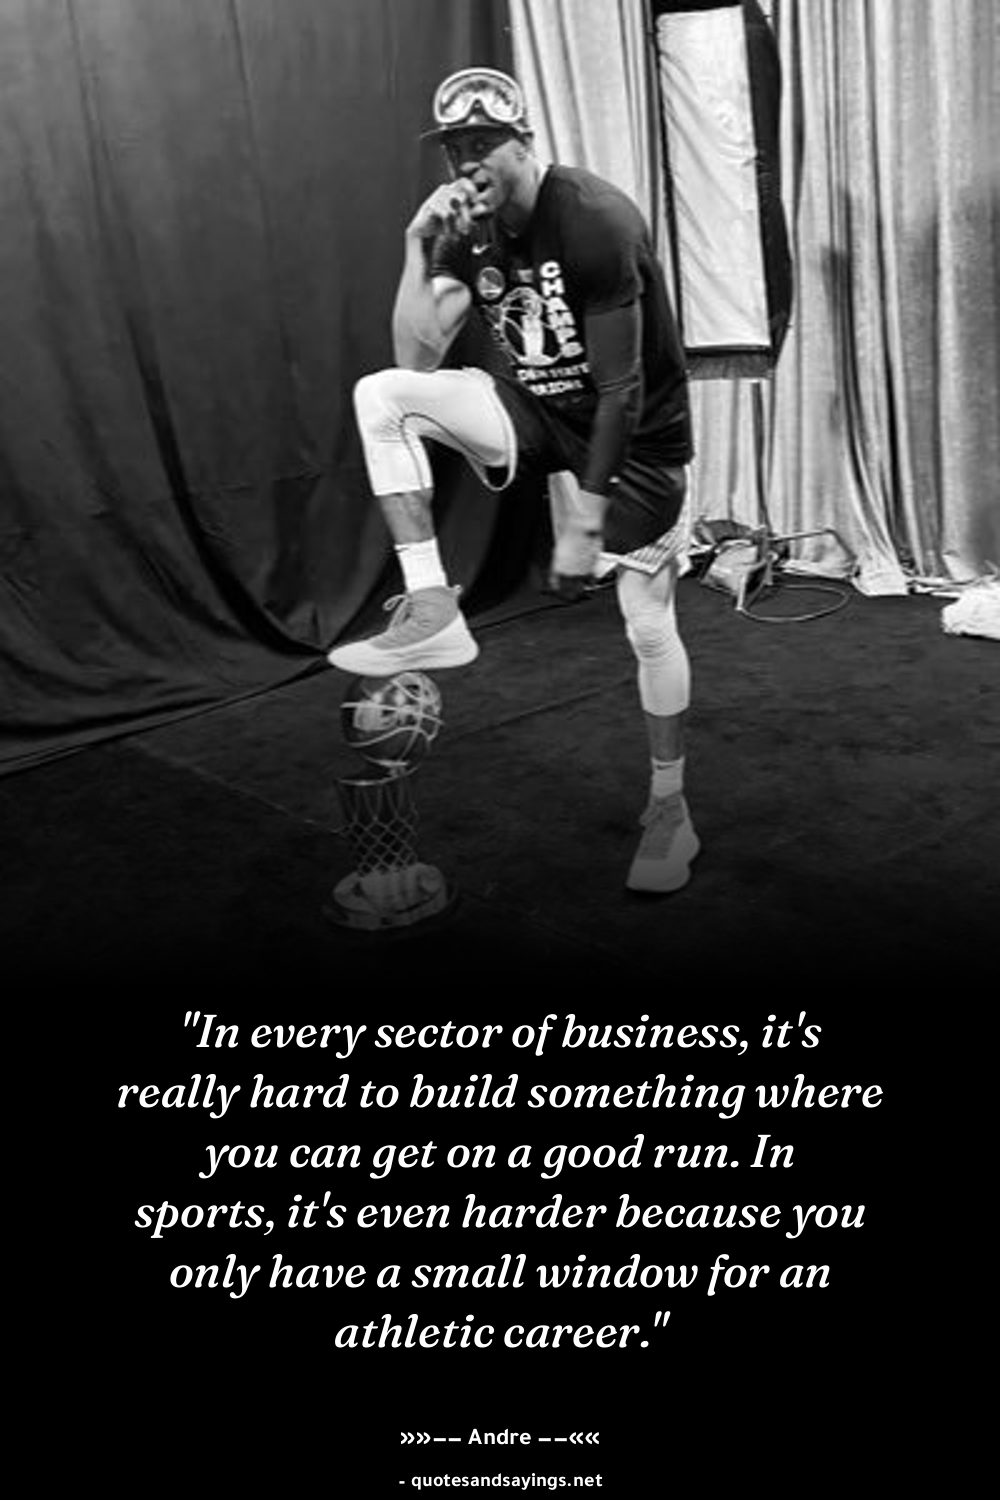 CHAMPS
"In every sector of business, it's
really hard to build something where
you can get on a good run. In
sports, it's even harder because you
only have a small window for an
athletic career."
»»−− Andre −−««
- quotesandsayings.net